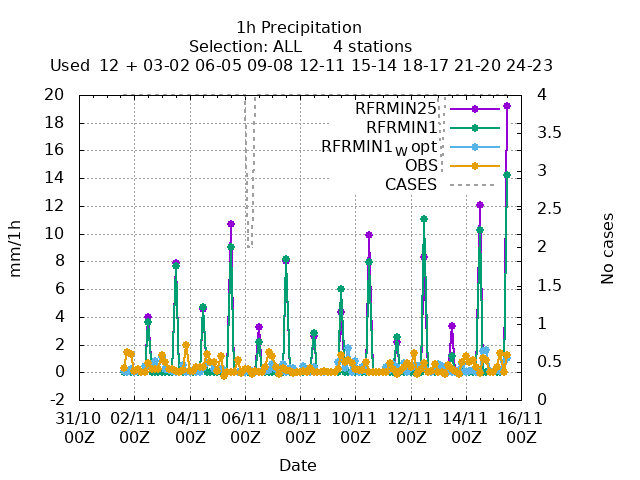 1h Precipitation
Selection: ALL 4 stations
Used 12 + 03-02 06-05 09-08 12-11 15-14 18-17 21-20 24-23
20
18
16
14
12
10
8
6
4
2
0
-2
mm/1h
4
3.5
3
2.5
2
1.5
1
0.5
0
No cases
RFRMIN25
RFRMIN1
RFRMIN1w opt
OBS
CASES
31/10 02/11 04/11 06/11 08/11 10/11 12/11 14/11 16/11
00Z 00Z 00Z 00Z 00Z 00Z 00Z 00Z 00Z
Date